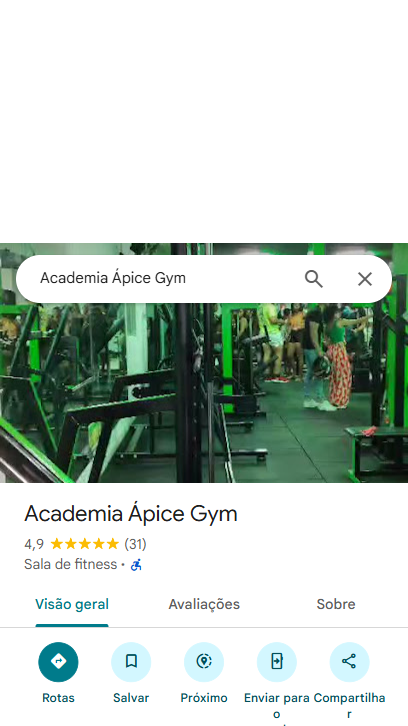 Academia Ápice Gym
Academia Ápice Gym
4,9 (31)
Sala de fitness ·
Visão geral Avaliações Sobre
Rotas Salvar Próximo Enviar para Compartilha
o r